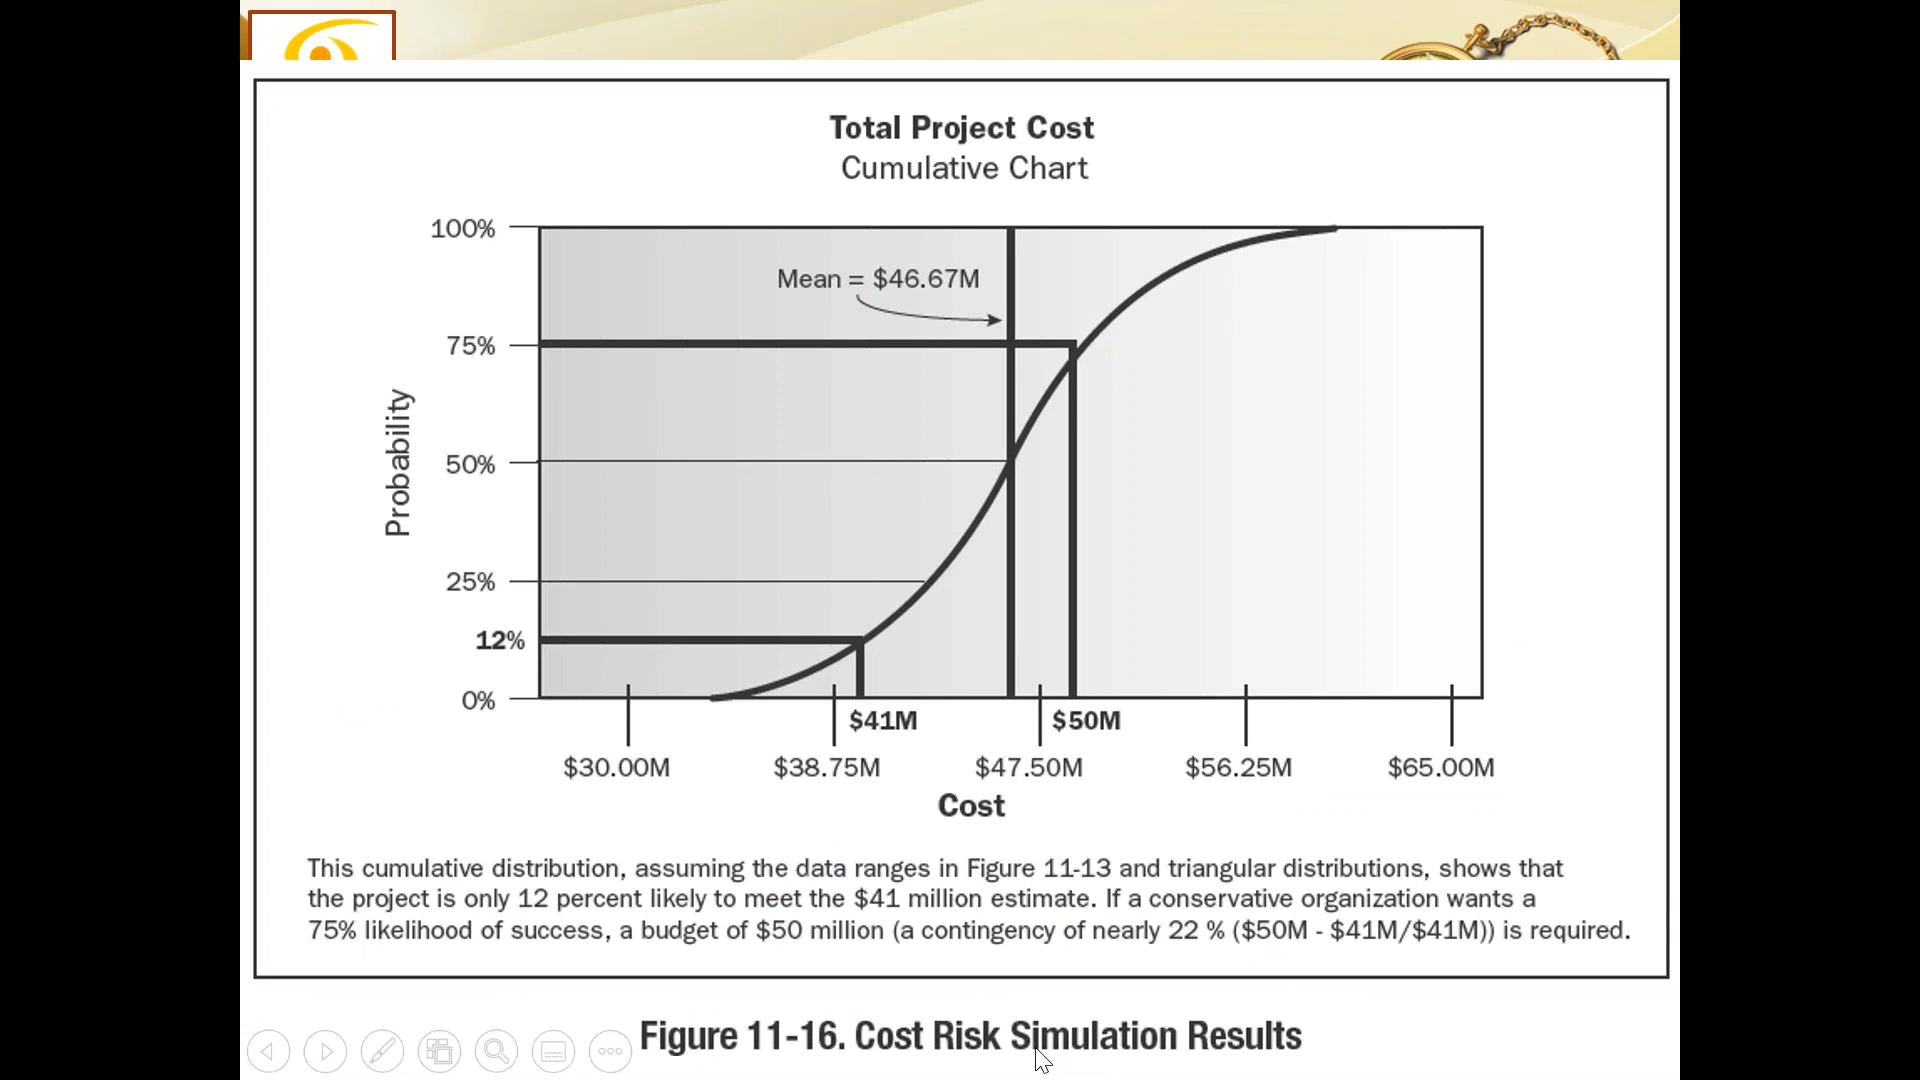 Total Project Cost
Cumulative Chart
100%
Mean = $46.67M
75%
Probability
50%
25%
12%
0%
$41M
$50M
$30.00M
$38.75M
$47.50M
$56.25M
$65.00M
Cost
This cumulative distribution, assuming the data ranges in Figure 11-13 and triangular distributions, shows that
the project is only 12 percent likely to meet the $41 million estimate. If a conservative organization wants a
75% likelihood of success, a budget of $50 million (a contingency of nearly 22 % ($50M - $41M/$41M)) is required.
Figure 11-16. Cost Risk Simulation Results